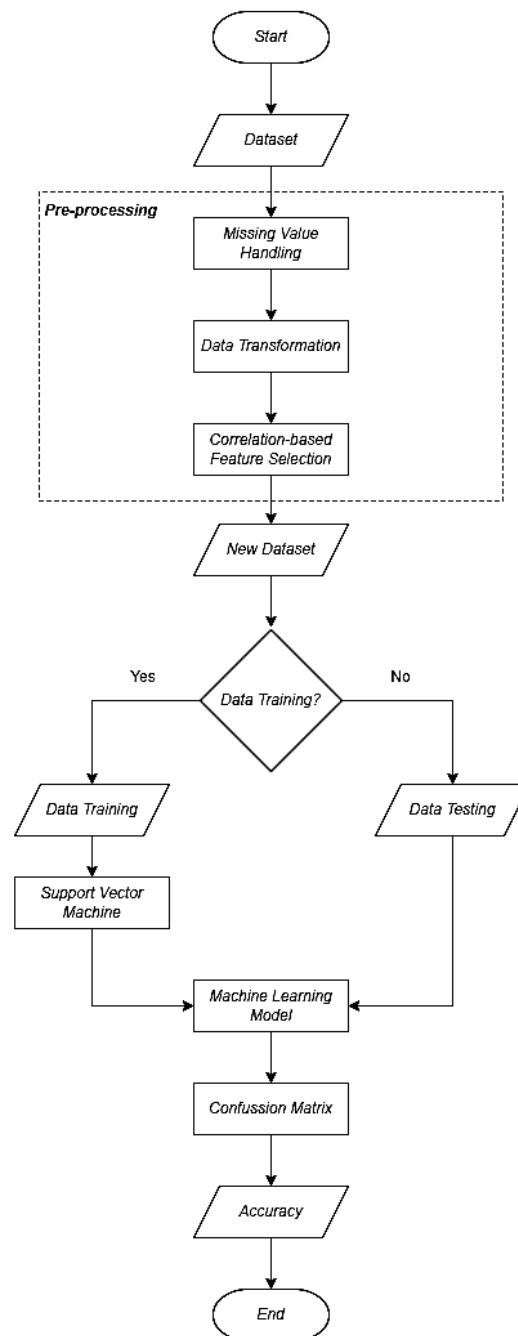 Start
Dataset
Pre-processing
Missing Value
Handling
Data Transformation
Correlation-based
Feature Selection
New Dataset
Data Training?
Yes
No
Data Training
Data Testing
Support Vector
Machine
Machine Learning
Model
Confussion Matrix
Accuracy
End